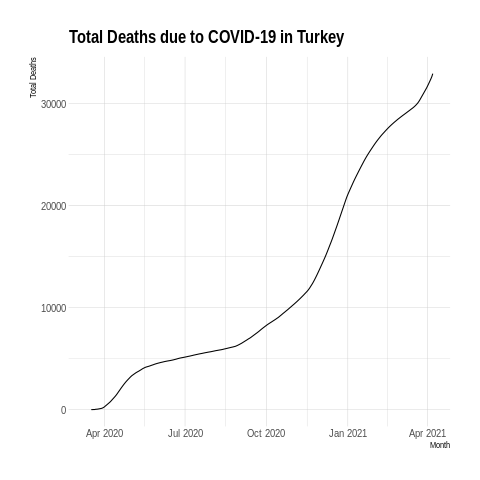 Total Deaths due to COVID-19 in Turkey
Total Deaths
30000
20000
10000
0
Apr 2020 Jul 2020 Oct 2020 Jan 2021 Apr 2021
Month